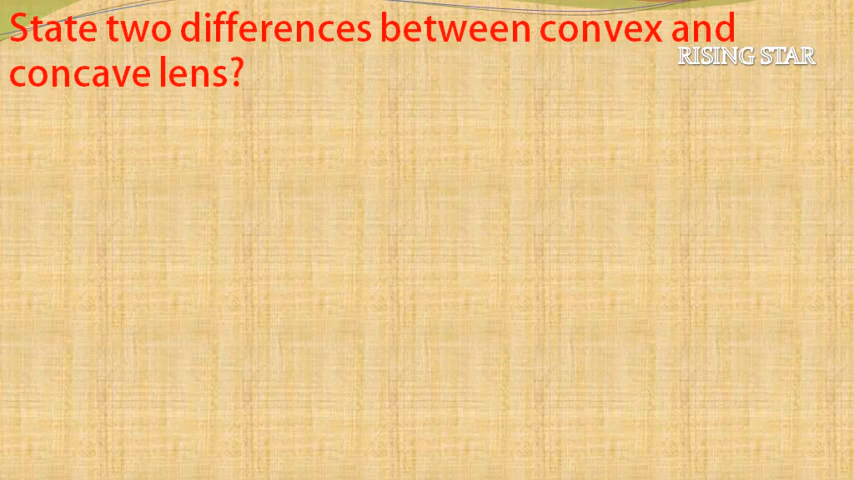 State two differences between convex and
concave lens?
RISING STAR